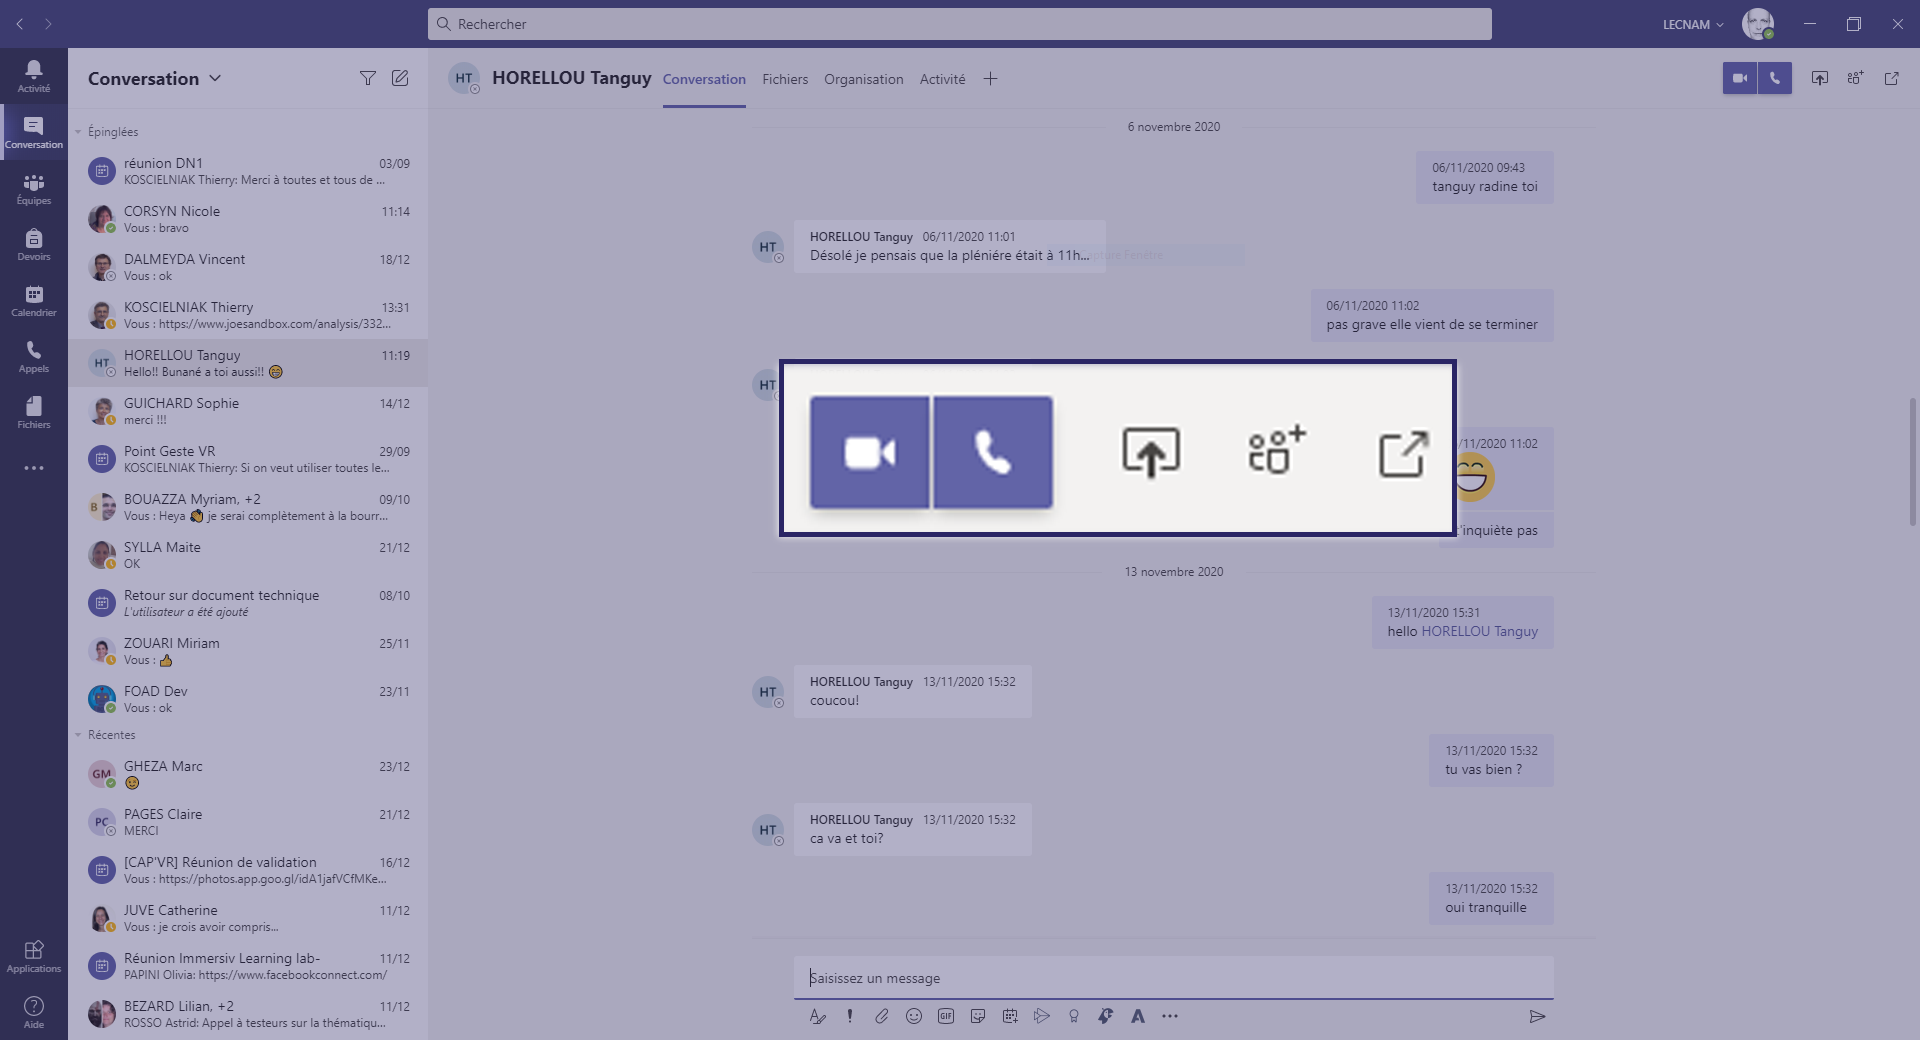 Rechercher
LECNAM
Activité
Conversation
Équipes
Devoirs
Calendrier
Appels
Fichiers
Applications
Aide
Conversation
Épinglées
réunion DN1 03/09
KOSCIELNIAK Thierry: Merci à toutes et tous de ...
CORSYN Nicole 11:14
Vous : bravo
DALMEYDA Vincent 18/12
Vous : ok
KOSCIELNIAK Thierry 13:31
Vous : https://www.joesandbox.com/analysis/332...
HT HORELLOU Tanguy 11:19
Hello!! Bunané a toi aussi!! 😄
GUICHARD Sophie 14/12
merci !!!
Point Geste VR 29/09
KOSCIELNIAK Thierry: Si on veut utiliser toutes le...
B BOUAZZA Myriam, +2 09/10
Vous : Heya 👋 je serai complètement à la bourr...
SYLLA Maite 21/12
OK
Retour sur document technique 08/10
L'utilisateur a été ajouté
ZOUARI Miriam 25/11
Vous : 👍
FOAD Dev 23/11
Vous : ok
Récentes
GM GHEZA Marc 23/12
😉
PC PAGES Claire 21/12
MERCI
[CAP'VR] Réunion de validation 16/12
Vous : https://photos.app.goo.gl/idA1jafVCfMKe...
JUVE Catherine 11/12
Vous : je crois avoir compris...
Réunion Immersiv Learning lab- 11/12
PAPINI Olivia: https://www.facebookconnect.com/
BEZARD Lilian, +2 11/12
ROSSO Astrid: Appel à testeurs sur la thématiqu...
HT HORELLOU Tanguy Conversation Fichiers Organisation Activité
6 novembre 2020
06/11/2020 09:43
tanguy radine toi
HT HORELLOU Tanguy 06/11/2020 11:01
Désolé je pensais que la pléniére était à 11h...
06/11/2020 11:02
pas grave elle vient de se terminer
HT
/11/2020 11:02
'inquiète pas
13 novembre 2020
13/11/2020 15:31
hello HORELLOU Tanguy
HT HORELLOU Tanguy 13/11/2020 15:32
coucou!
13/11/2020 15:32
tu vas bien ?
HT HORELLOU Tanguy 13/11/2020 15:32
ca va et toi?
13/11/2020 15:32
oui tranquille
Saisissez un message
GIF